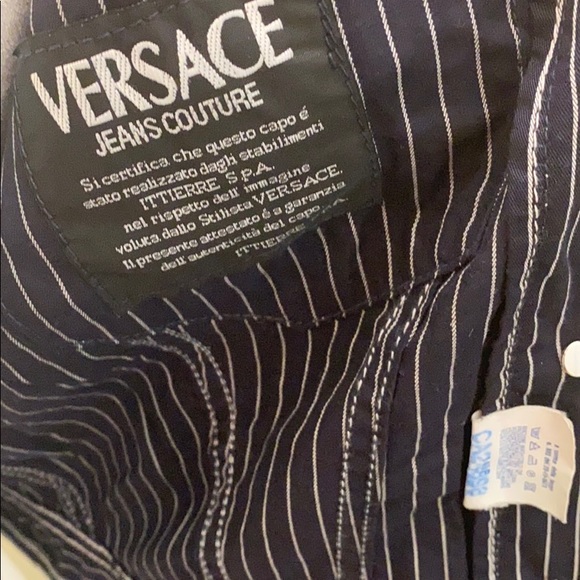 VERSACE
JEANS COUTURE
Si certifica che questo capo é
stato realizzato dagli stabilimenti
ITTIERRE S.P.A.
nel rispetto dell'immagine
voluta dallo Stilista VERSACE.
Il presente attestato é a garanzia
dell'autenticità del capo.
ITTIERRE